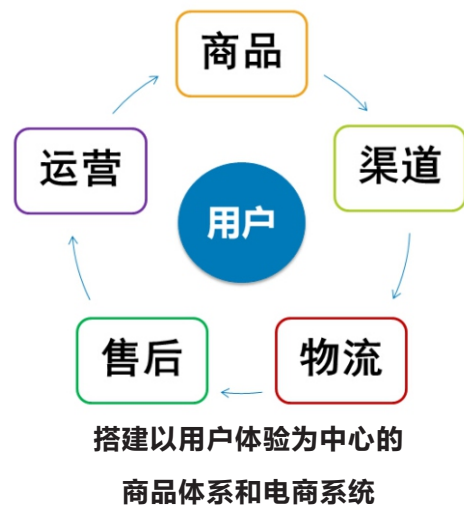 商品
运营
渠道
用户
售后
物流
搭建以用户体验为中心的
商品体系和电商系统